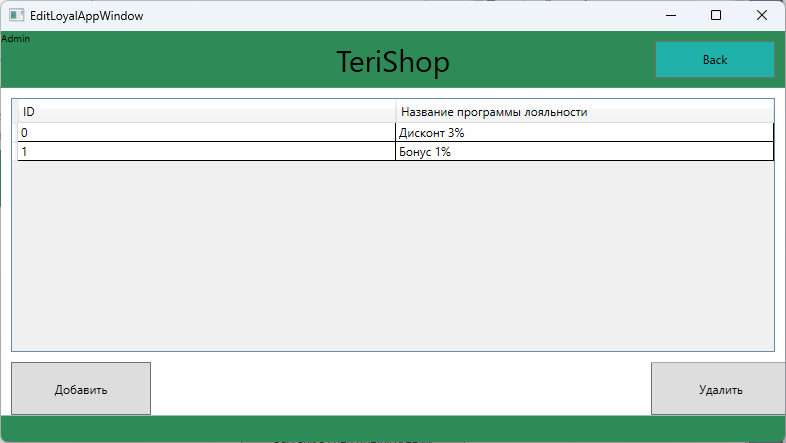 EditLoyalAppWindow
Admin
TeriShop
Back
ID Название программы лояльности
0 Дисконт 3%
1 Бонус 1%
Добавить Удалить